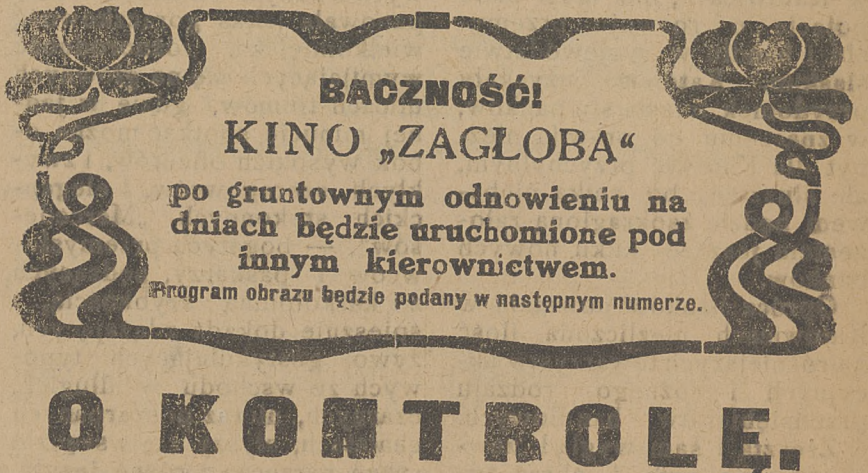 BACZNOŚĆ!
KINO „ZAGŁOBA“
po gruntownym odnowieniu na
dniach będzie uruchomione pod
innym kierownictwem.
Program obrazu będzie podany w następnym numerze.
O KONTROLĘ.